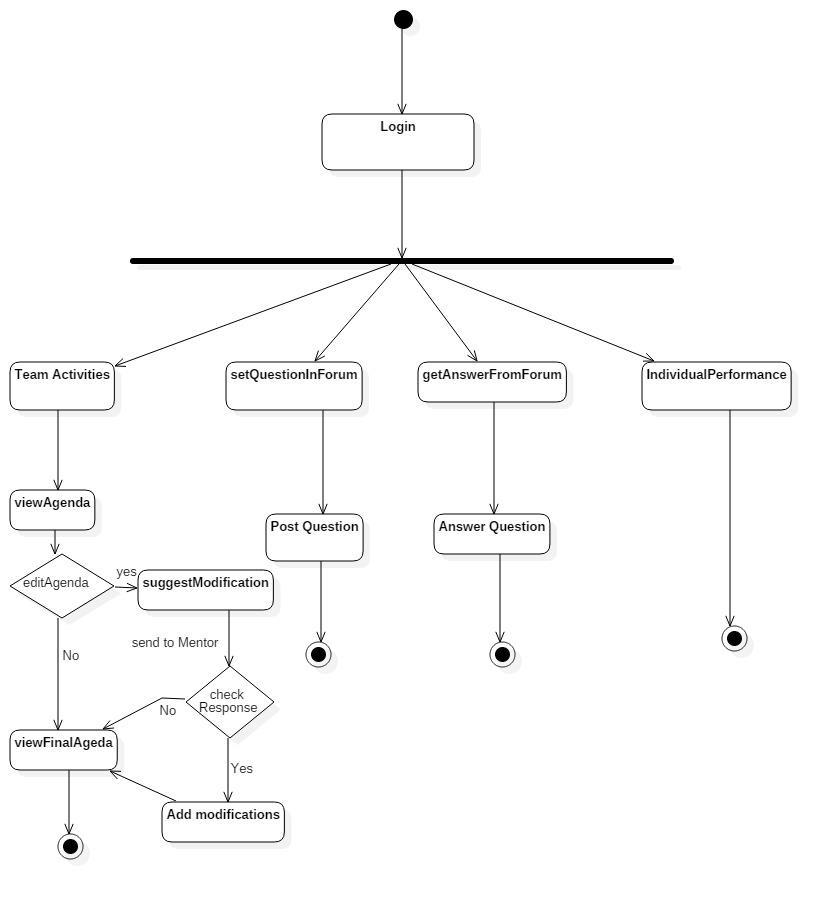 Login
Team Activities
setQuestionInForum
getAnswerFromForum
IndividualPerformance
viewAgenda
Post Question
Answer Question
editAgenda
yes
suggestModification
send to Mentor
No
check
Response
No
viewFinalAgeda
Yes
Add modifications